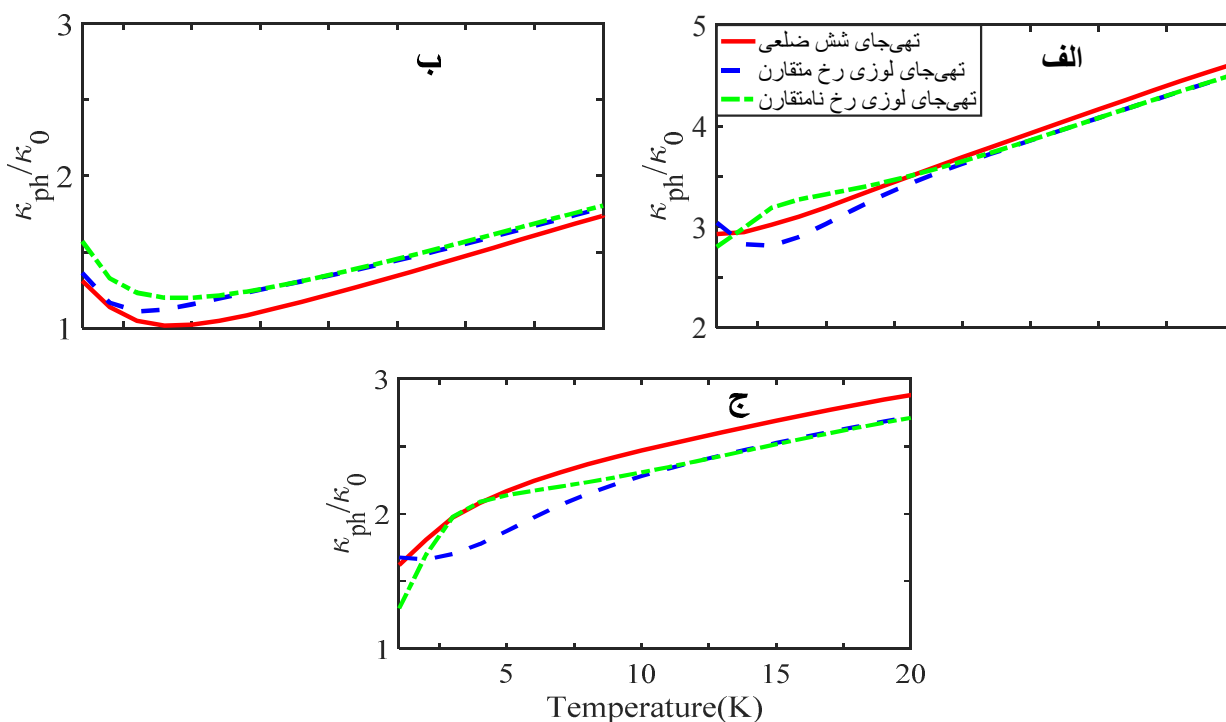 الف
تهی‌جای شش ضلعی
تهی‌جای لوزی رخ متقارن
تهی‌جای لوزی رخ نامتقارن
5
4
3
2
κph/κ0
ب
3
2
1
κph/κ0
ج
3
2
1
κph/κ0
5 10 15 20
Temperature(K)